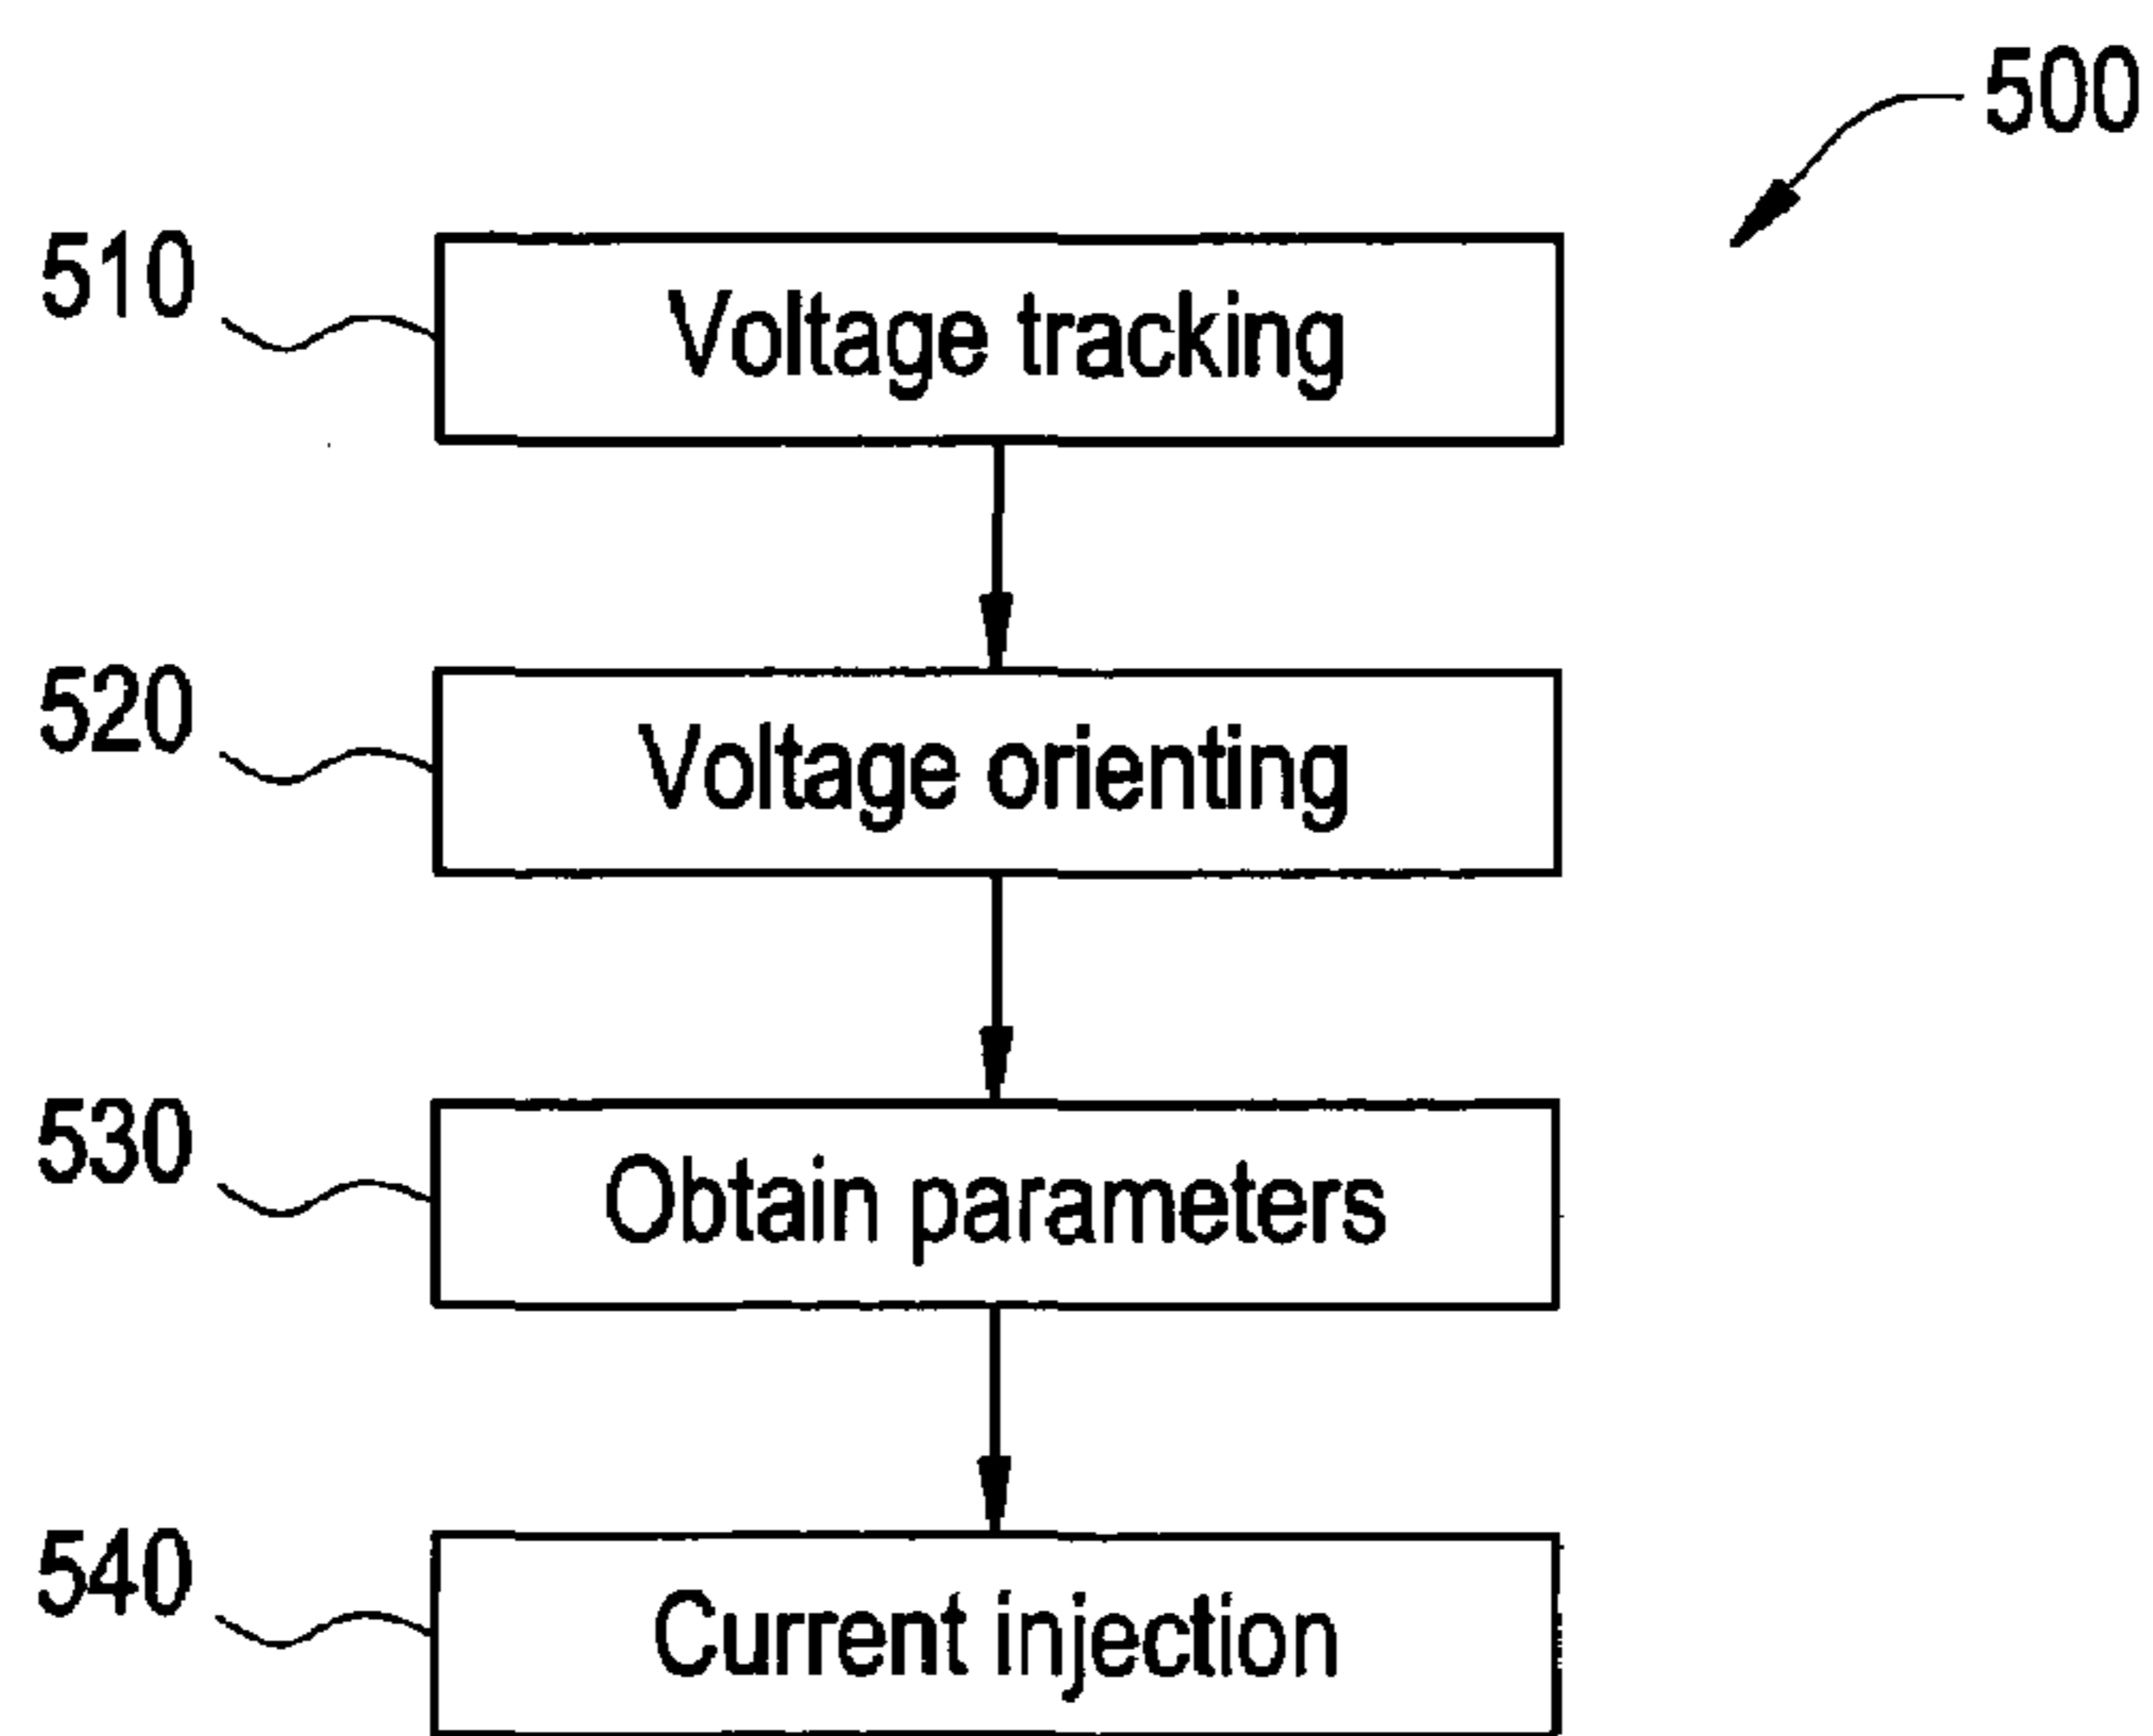 500
510
Voltage tracking
520
Voltage orienting
530
Obtain parameters
540
Current injection